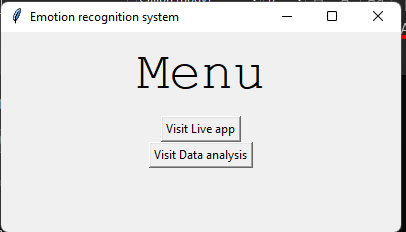 Emotion recognition system
Menu
Visit Live app
Visit Data analysis